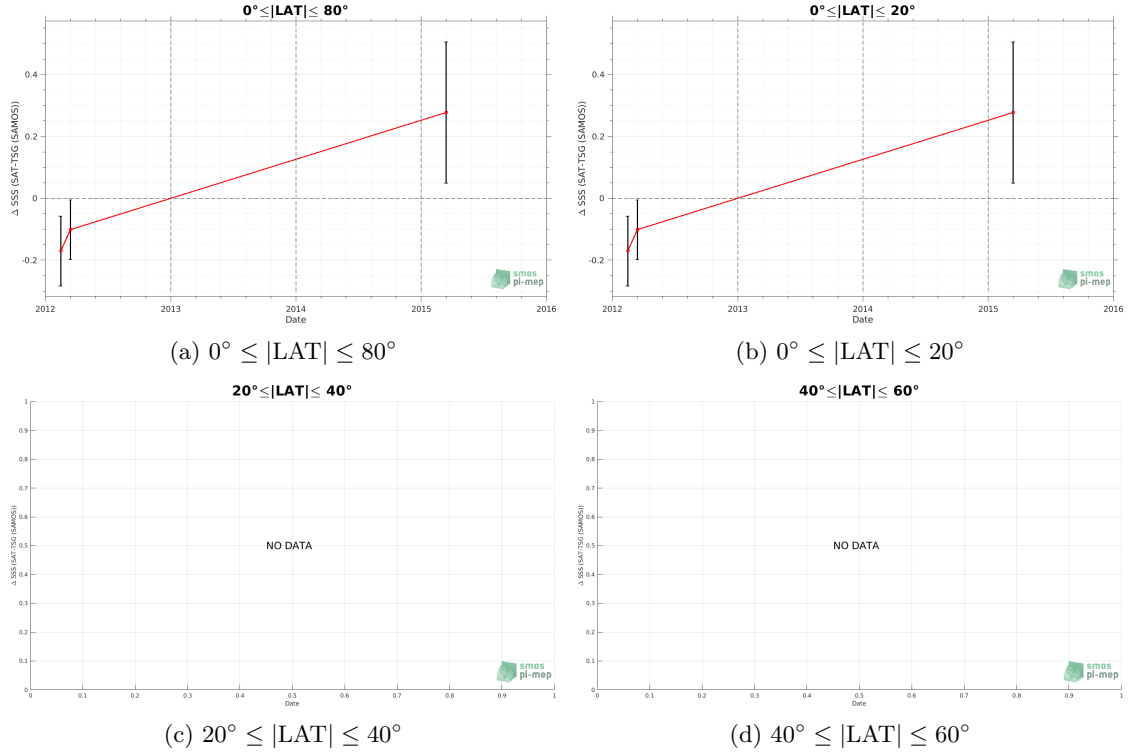 0°≤|LAT|≤ 80°
Δ SSS (SAT-TSG (SAMOS))
0.4
0.2
0
-0.2
2012
2013
2014
2015
2016
Date
smos
pi-mep
(a) 0° ≤ |LAT| ≤ 80°
0°≤|LAT|≤ 20°
Δ SSS (SAT-TSG (SAMOS))
0.4
0.2
0
-0.2
2012
2013
2014
2015
2016
Date
smos
pi-mep
(b) 0° ≤ |LAT| ≤ 20°
20°≤|LAT|≤ 40°
Δ SSS (SAT-TSG (SAMOS))
1
0.9
0.8
0.7
0.6
0.5
0.4
0.3
0.2
0.1
0
NO DATA
0
0.1
0.2
0.3
0.4
0.5
0.6
0.7
0.8
0.9
1
Date
smos
pi-mep
(c) 20° ≤ |LAT| ≤ 40°
40°≤|LAT|≤ 60°
Δ SSS (SAT-TSG (SAMOS))
1
0.9
0.8
0.7
0.6
0.5
0.4
0.3
0.2
0.1
0
NO DATA
0
0.1
0.2
0.3
0.4
0.5
0.6
0.7
0.8
0.9
1
Date
smos
pi-mep
(d) 40° ≤ |LAT| ≤ 60°